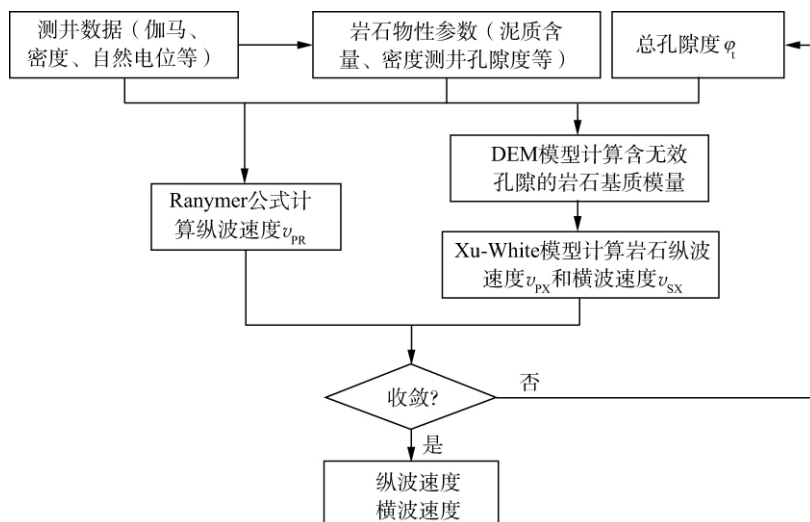 测井数据（伽马、
密度、自然电位等）
岩石物性参数（泥质含
量、密度测井孔隙度等）
总孔隙度φt
DEM模型计算含无效
孔隙的岩石基质模量
Ranymer公式计
算纵波速度vPR
Xu-White模型计算岩石纵波
速度vPX和横波速度vSX
收敛?
否
是
纵波速度
横波速度